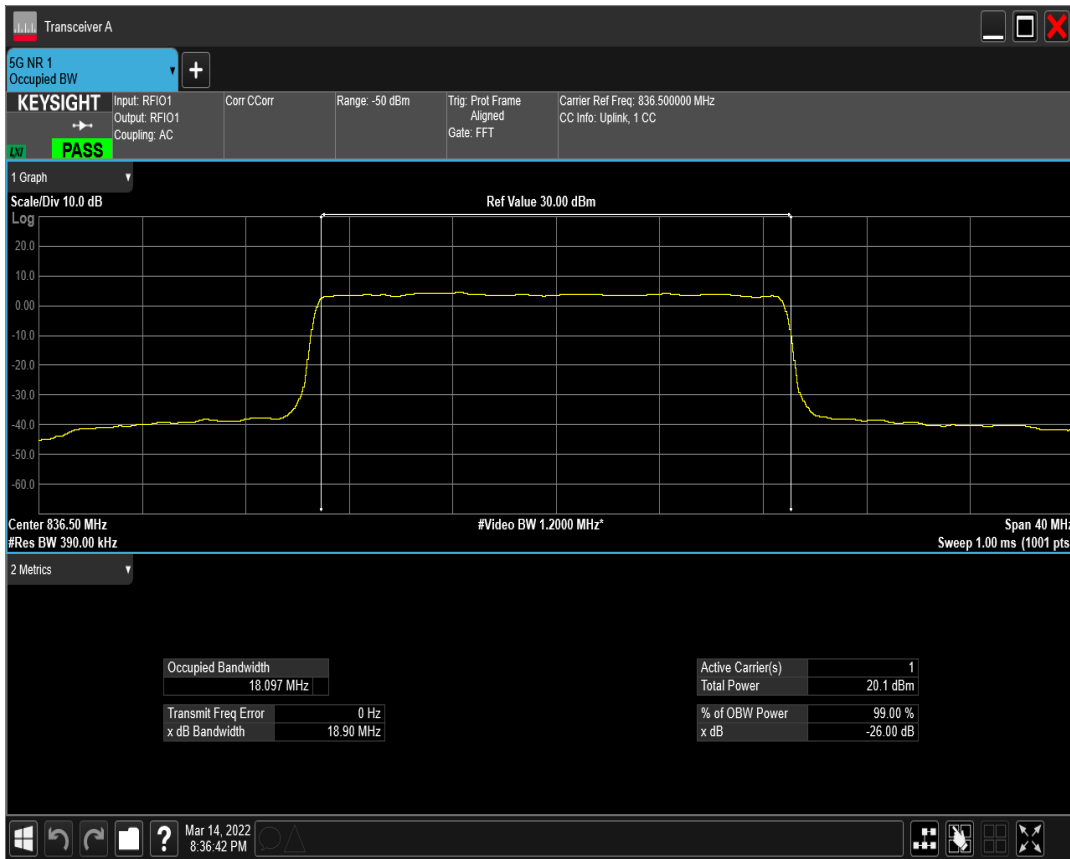 Transceiver A
5G NR 1
Occupied BW
+
KEYSIGHT
LXI
PASS
Input: RFIO1
Output: RFIO1
Coupling: AC
Corr CCorr
Range: -50 dBm
Trig: Prot Frame
Aligned
Gate: FFT
Carrier Ref Freq: 836.500000 MHz
CC Info: Uplink, 1 CC
1 Graph
Scale/Div 10.0 dB
Ref Value 30.00 dBm
Log
20.0
10.0
0.00
-10.0
-20.0
-30.0
-40.0
-50.0
-60.0
Center 836.50 MHz
#Video BW 1.2000 MHz*
Span 40 MHz
#Res BW 390.00 kHz
Sweep 1.00 ms (1001 pts
2 Metrics
Occupied Bandwidth
18.097 MHz
Transmit Freq Error 0 Hz
x dB Bandwidth 18.90 MHz
Active Carrier(s) 1
Total Power 20.1 dBm
% of OBW Power 99.00 %
x dB -26.00 dB
?
Mar 14, 2022
8:36:42 PM